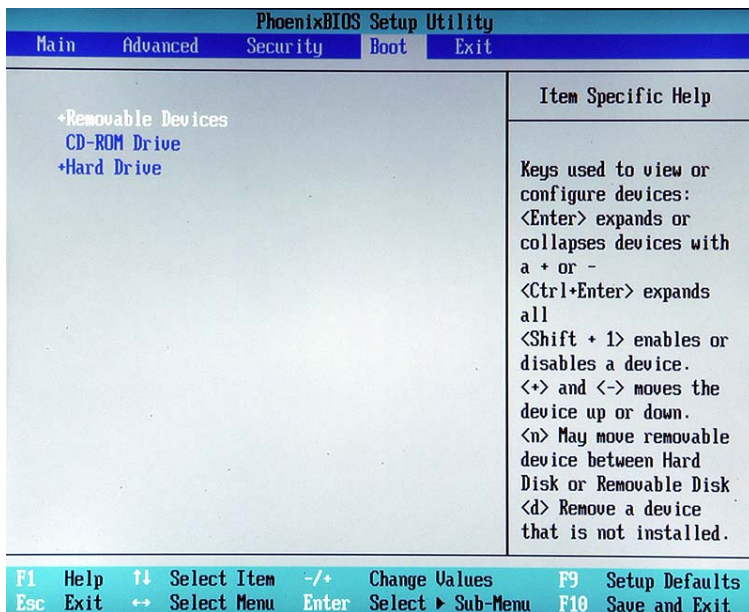 PhoenixBIOS Setup Utility
Main Advanced Security Boot Exit
+Removable Devices
CD-ROM Drive
+Hard Drive
Item Specific Help
Keys used to view or
configure devices:
<Enter> expands or
collapses devices with
a + or -
<Ctrl+Enter> expands
all
<Shift + 1> enables or
disables a device.
<+> and <-> moves the
device up or down.
<n> May move removable
device between Hard
Disk or Removable Disk
<d> Remove a device
that is not installed.
F1 Help ↑↓ Select Item -/+ Change Values F9 Setup Defaults
Esc Exit ↔ Select Menu Enter Select ▶ Sub-Menu F10 Save and Exit